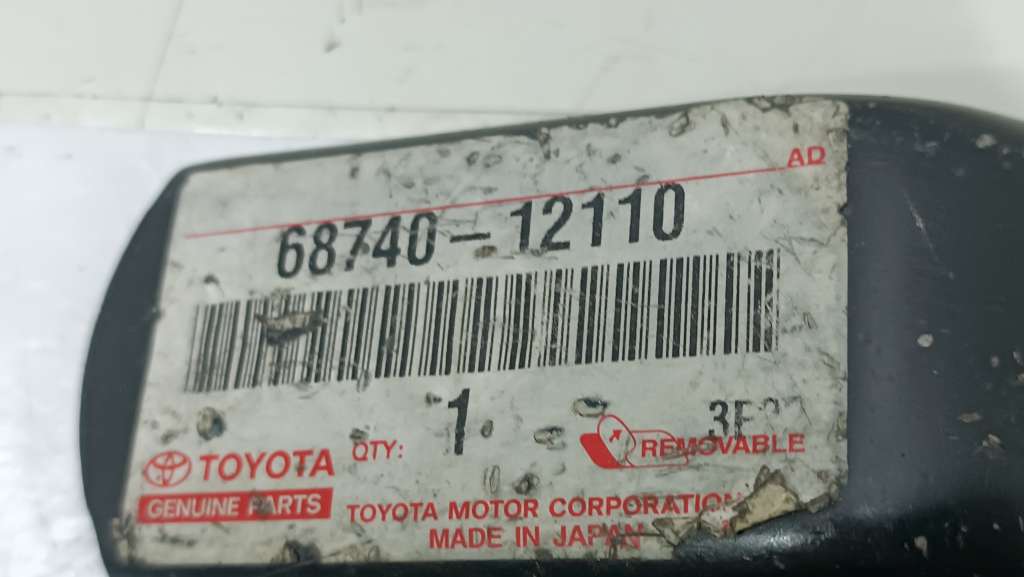 AD
68740-12110
QTY: 1
REMOVABLE
TOYOTA
GENUINE PARTS
TOYOTA MOTOR CORPORATION
MADE IN JAPAN